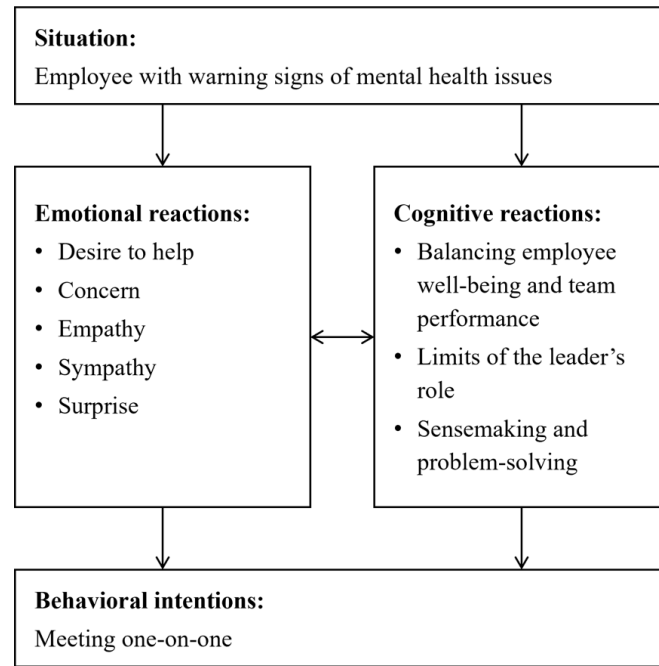 Situation:
Employee with warning signs of mental health issues
Emotional reactions:
• Desire to help
• Concern
• Empathy
• Sympathy
• Surprise
Cognitive reactions:
• Balancing employee
well-being and team
performance
• Limits of the leader’s
role
• Sensemaking and
problem-solving
Behavioral intentions:
Meeting one-on-one